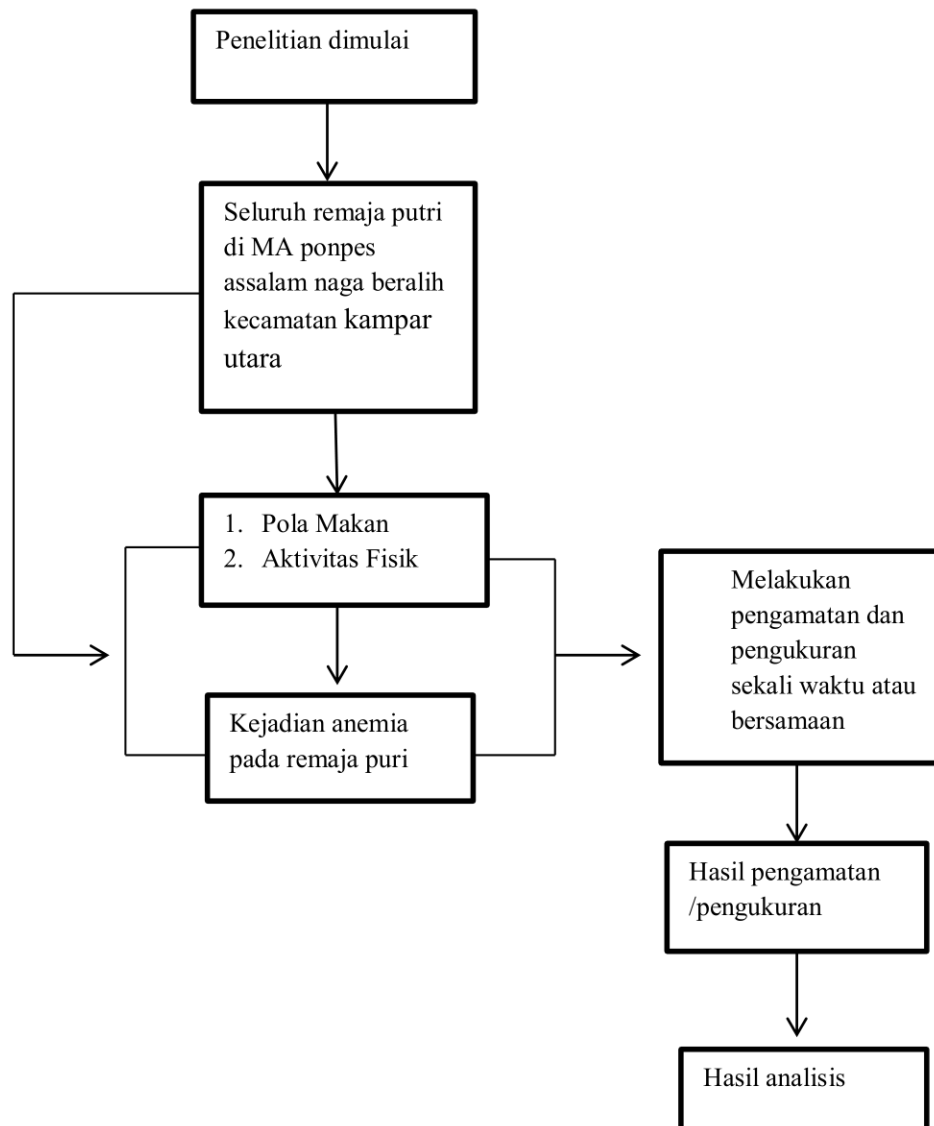 Penelitian dimulai
Seluruh remaja putri
di MA ponpes
assalam naga beralih
kecamatan kampar
utara
1. Pola Makan
2. Aktivitas Fisik
Kejadian anemia
pada remaja puri
Melakukan
pengamatan dan
pengukuran
sekali waktu atau
bersamaan
Hasil pengamatan
/pengukuran
Hasil analisis